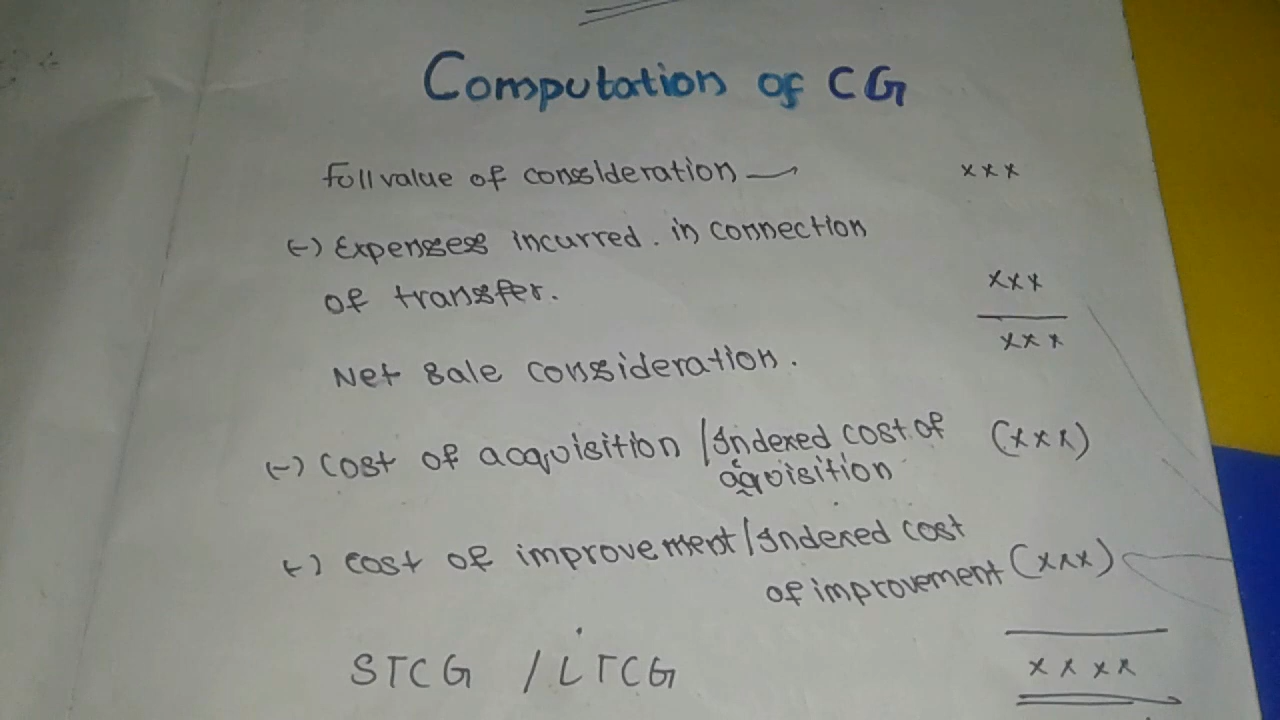 Computation of CG
Full value of consideration → xxx
(-) Expenses incurred. in connection
of transfer. xxx
xxx
Net sale consideration.
(-) Cost of acquisition / Indexed cost of (xxx)
acquisition
(-) Cost of improvement / Indexed cost
of improvement (xxx)
STCG / LTCG xxxx